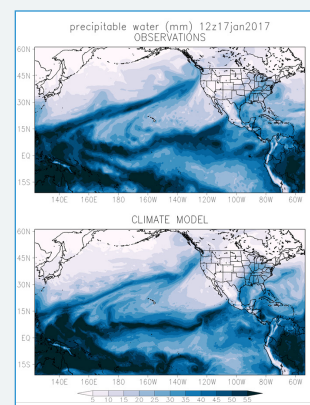 precipitable water (mm) 12z17jan2017
OBSERVATIONS
60N
45N
30N
15N
EQ
15S
140E 160E 180 160W 140W 120W 100W 80W 60W
CLIMATE MODEL
60N
45N
30N
15N
EQ
15S
140E 160E 180 160W 140W 120W 100W 80W 60W
5 10 15 20 25 30 35 40 45 50 55